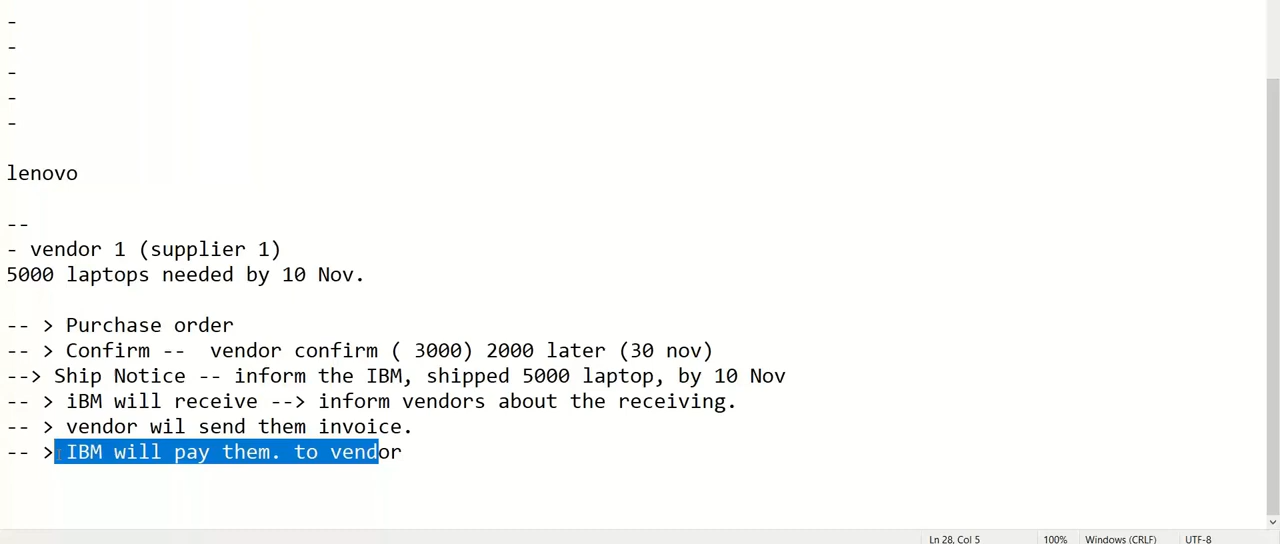 -
-
-
-
-
lenovo
--
- vendor 1 (supplier 1)
5000 laptops needed by 10 Nov.
-- > Purchase order
-- > Confirm --  vendor confirm ( 3000) 2000 later (30 nov)
--> Ship Notice -- inform the IBM, shipped 5000 laptop, by 10 Nov
-- > iBM will receive --> inform vendors about the receiving.
-- > vendor wil send them invoice.
-- > IBM will pay them. to vendor
Ln 28, Col 5 100% Windows (CRLF) UTF-8